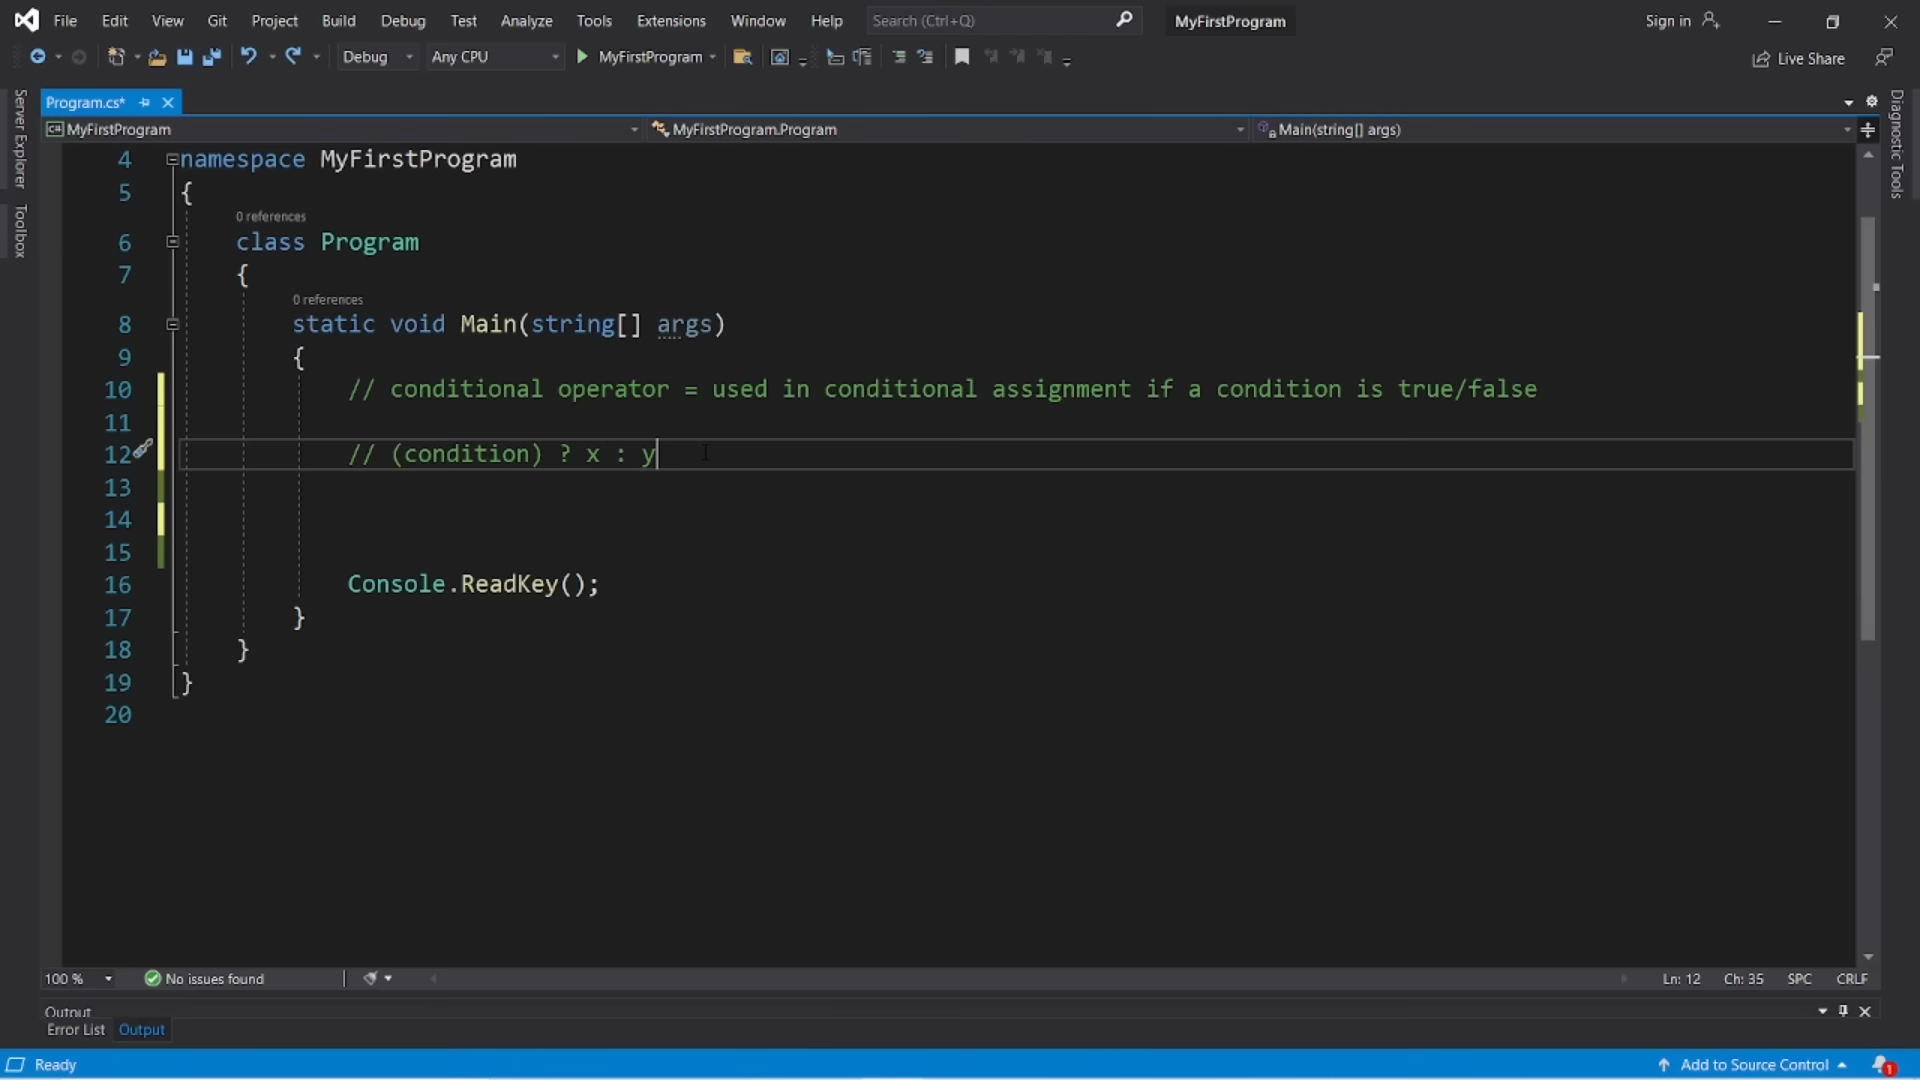 File Edit View Git Project Build Debug Test Analyze Tools Extensions Window Help Search (Ctrl+Q) MyFirstProgram Sign in
Debug Any CPU MyFirstProgram Live Share
Server Explorer
Toolbox
Program.cs*
Diagnostic Tools
C# MyFirstProgram MyFirstProgram.Program Main(string[] args)
4 namespace MyFirstProgram
5 {
0 references
6 class Program
7 {
0 references
8 static void Main(string[] args)
9 {
10 // conditional operator = used in conditional assignment if a condition is true/false
11
12 // (condition) ? x : y
13
14
15
16 Console.ReadKey();
17 }
18 }
19 }
20
100 % No issues found Ln: 12 Ch: 35 SPC CRLF
Output
Error List Output
Ready Add to Source Control 1